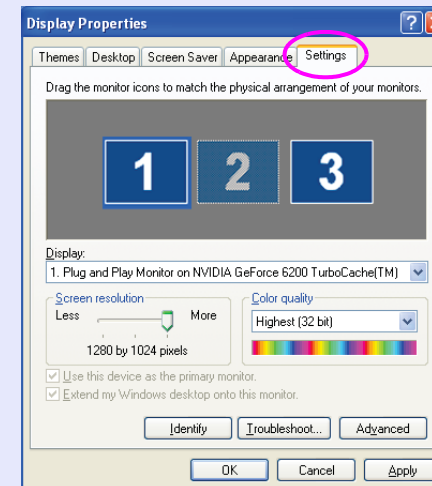 Display Properties
Themes Desktop Screen Saver Appearance Settings
Drag the monitor icons to match the physical arrangement of your monitors.
1 2 3
Display:
1. Plug and Play Monitor on NVIDIA GeForce 6200 TurboCache(TM)
Screen resolution
Less More
1280 by 1024 pixels
Color quality
Highest (32 bit)
Use this device as the primary monitor.
Extend my Windows desktop onto this monitor.
Identify Troubleshoot... Advanced
OK Cancel Apply